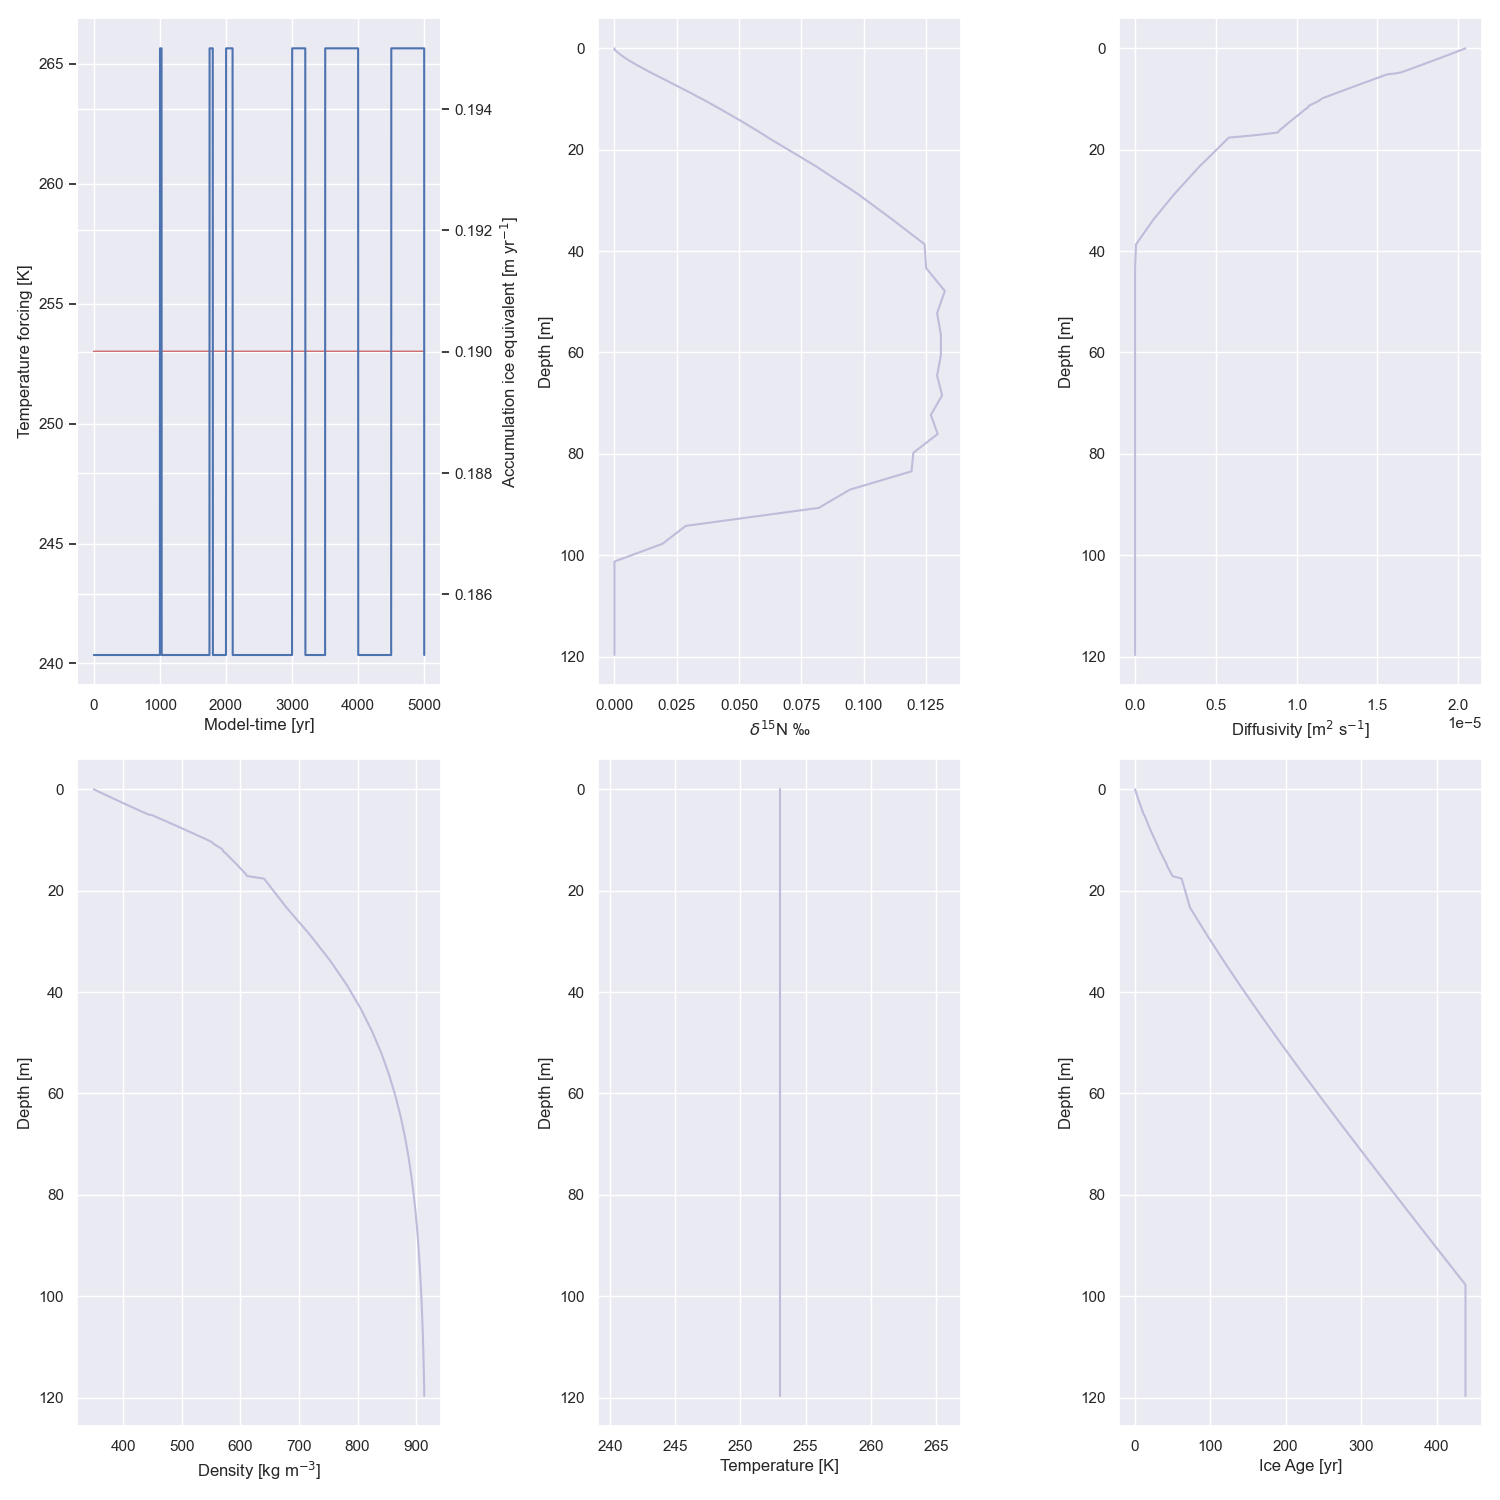 265
260
255
250
245
240
Temperature forcing [K]
0.194
0.192
0.190
0.188
0.186
Accumulation ice equivalent [m yr⁻¹]
0 1000 2000 3000 4000 5000
Model-time [yr]
0
20
40
60
80
100
120
Depth [m]
0.000 0.025 0.050 0.075 0.100 0.125
δ¹⁵N ‰
0
20
40
60
80
100
120
Depth [m]
0.0 0.5 1.0 1.5 2.0
1e−5
Diffusivity [m² s⁻¹]
0
20
40
60
80
100
120
Depth [m]
400 500 600 700 800 900
Density [kg m⁻³]
0
20
40
60
80
100
120
Depth [m]
240 245 250 255 260 265
Temperature [K]
0
20
40
60
80
100
120
Depth [m]
0 100 200 300 400
Ice Age [yr]